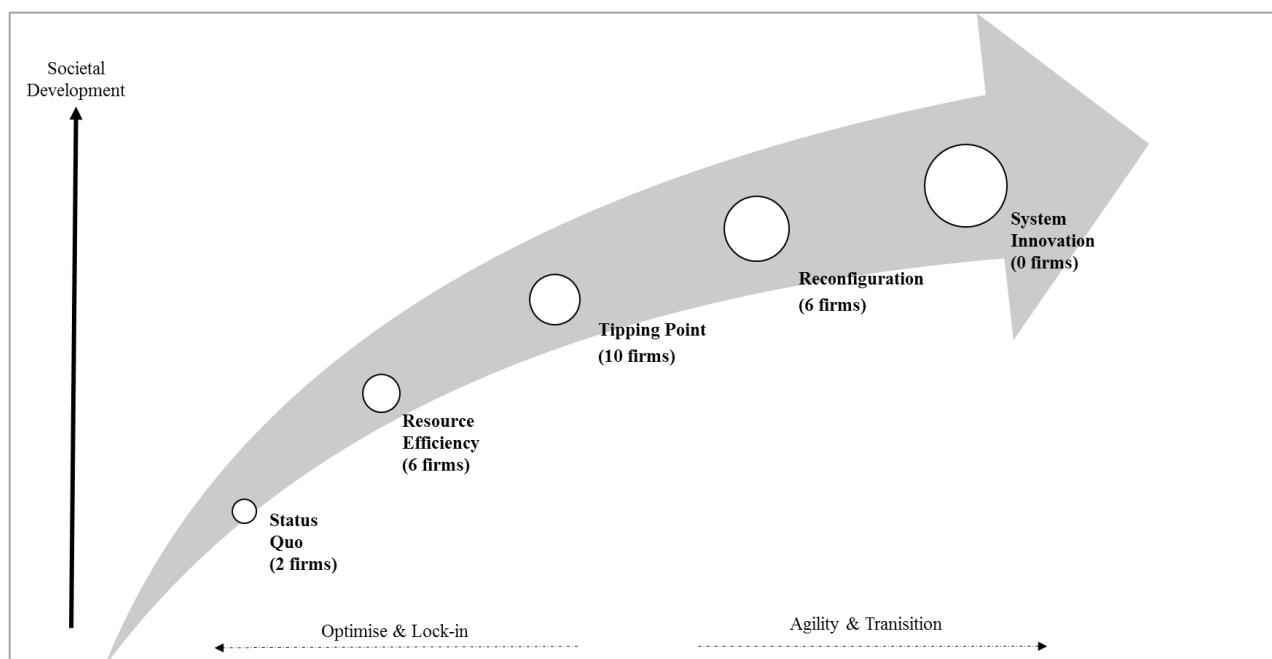 Societal
Development
System
Innovation
(0 firms)
Reconfiguration
(6 firms)
Tipping Point
(10 firms)
Resource
Efficiency
(6 firms)
Status
Quo
(2 firms)
Optimise & Lock-in
Agility & Tranisition